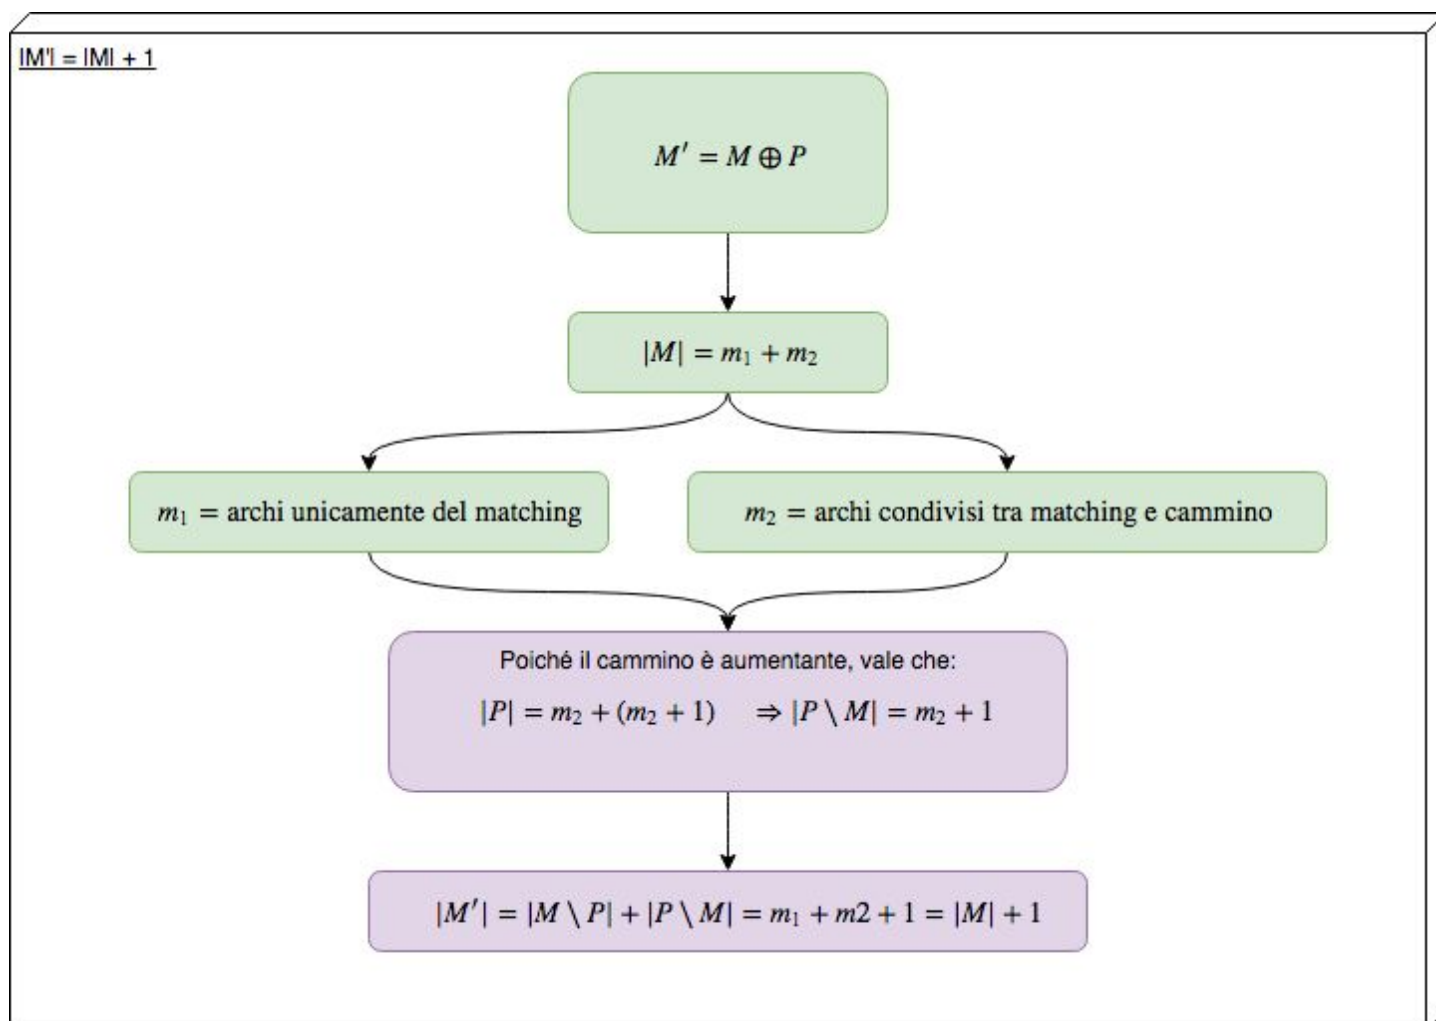 |M'| = |M| + 1
M′ = M ⊕ P
|M| = m₁ + m₂
m₁ = archi unicamente del matching
m₂ = archi condivisi tra matching e cammino
Poiché il cammino è aumentante, vale che:
|P| = m₂ + (m₂ + 1) ⇒ |P \ M| = m₂ + 1
|M′| = |M \ P| + |P \ M| = m₁ + m2 + 1 = |M| + 1